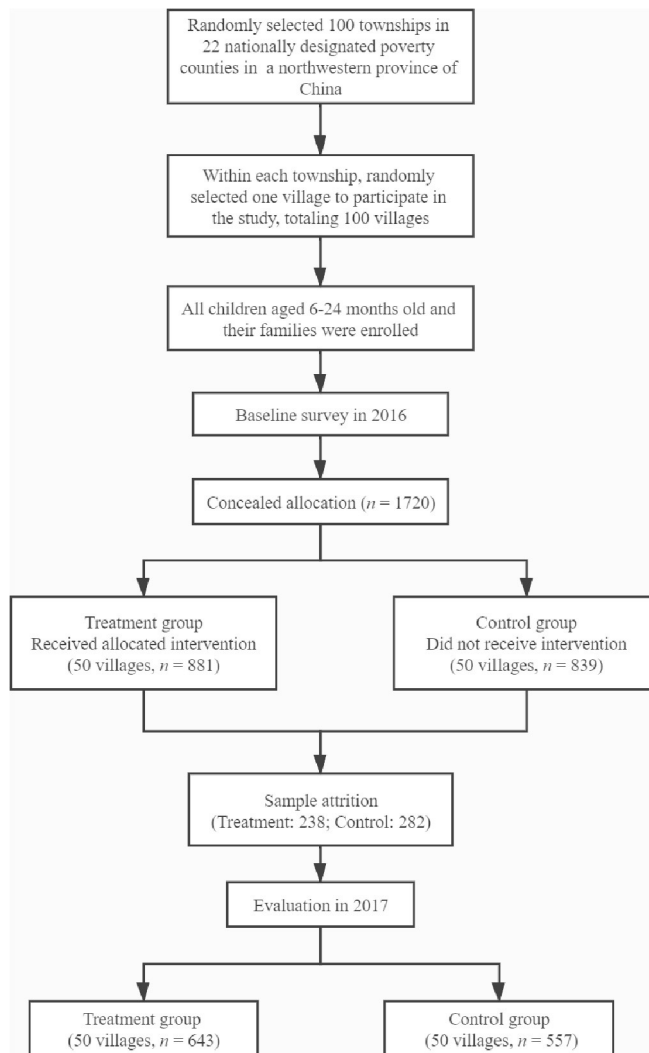 Randomly selected 100 townships in
22 nationally designated poverty
counties in a northwestern province of
China
Within each township, randomly
selected one village to participate in
the study, totaling 100 villages
All children aged 6-24 months old and
their families were enrolled
Baseline survey in 2016
Concealed allocation (n = 1720)
Treatment group
Received allocated intervention
(50 villages, n = 881)
Control group
Did not receive intervention
(50 villages, n = 839)
Sample attrition
(Treatment: 238; Control: 282)
Evaluation in 2017
Treatment group
(50 villages, n = 643)
Control group
(50 villages, n = 557)